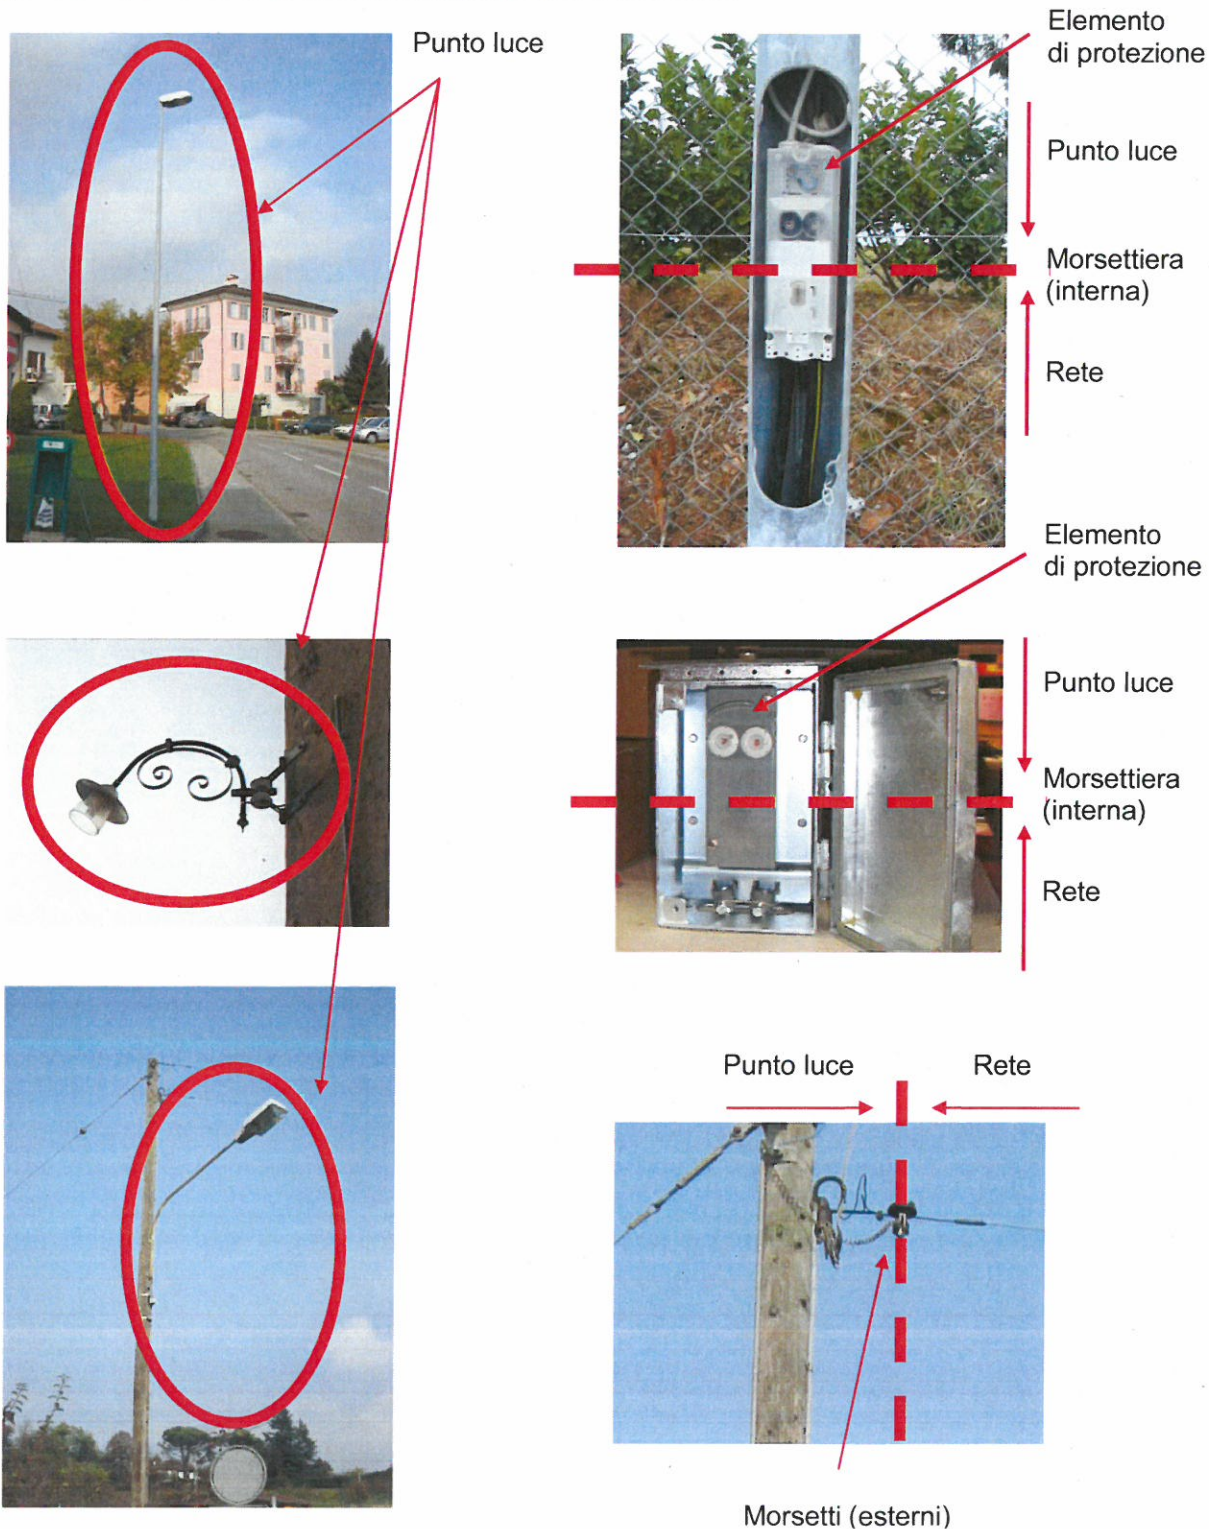 Punto luce
Elemento
di protezione
Punto luce
Morsettiera
(interna)
Rete
Elemento
di protezione
Punto luce
Morsettiera
(interna)
Rete
Punto luce
Rete
Morsetti (esterni)